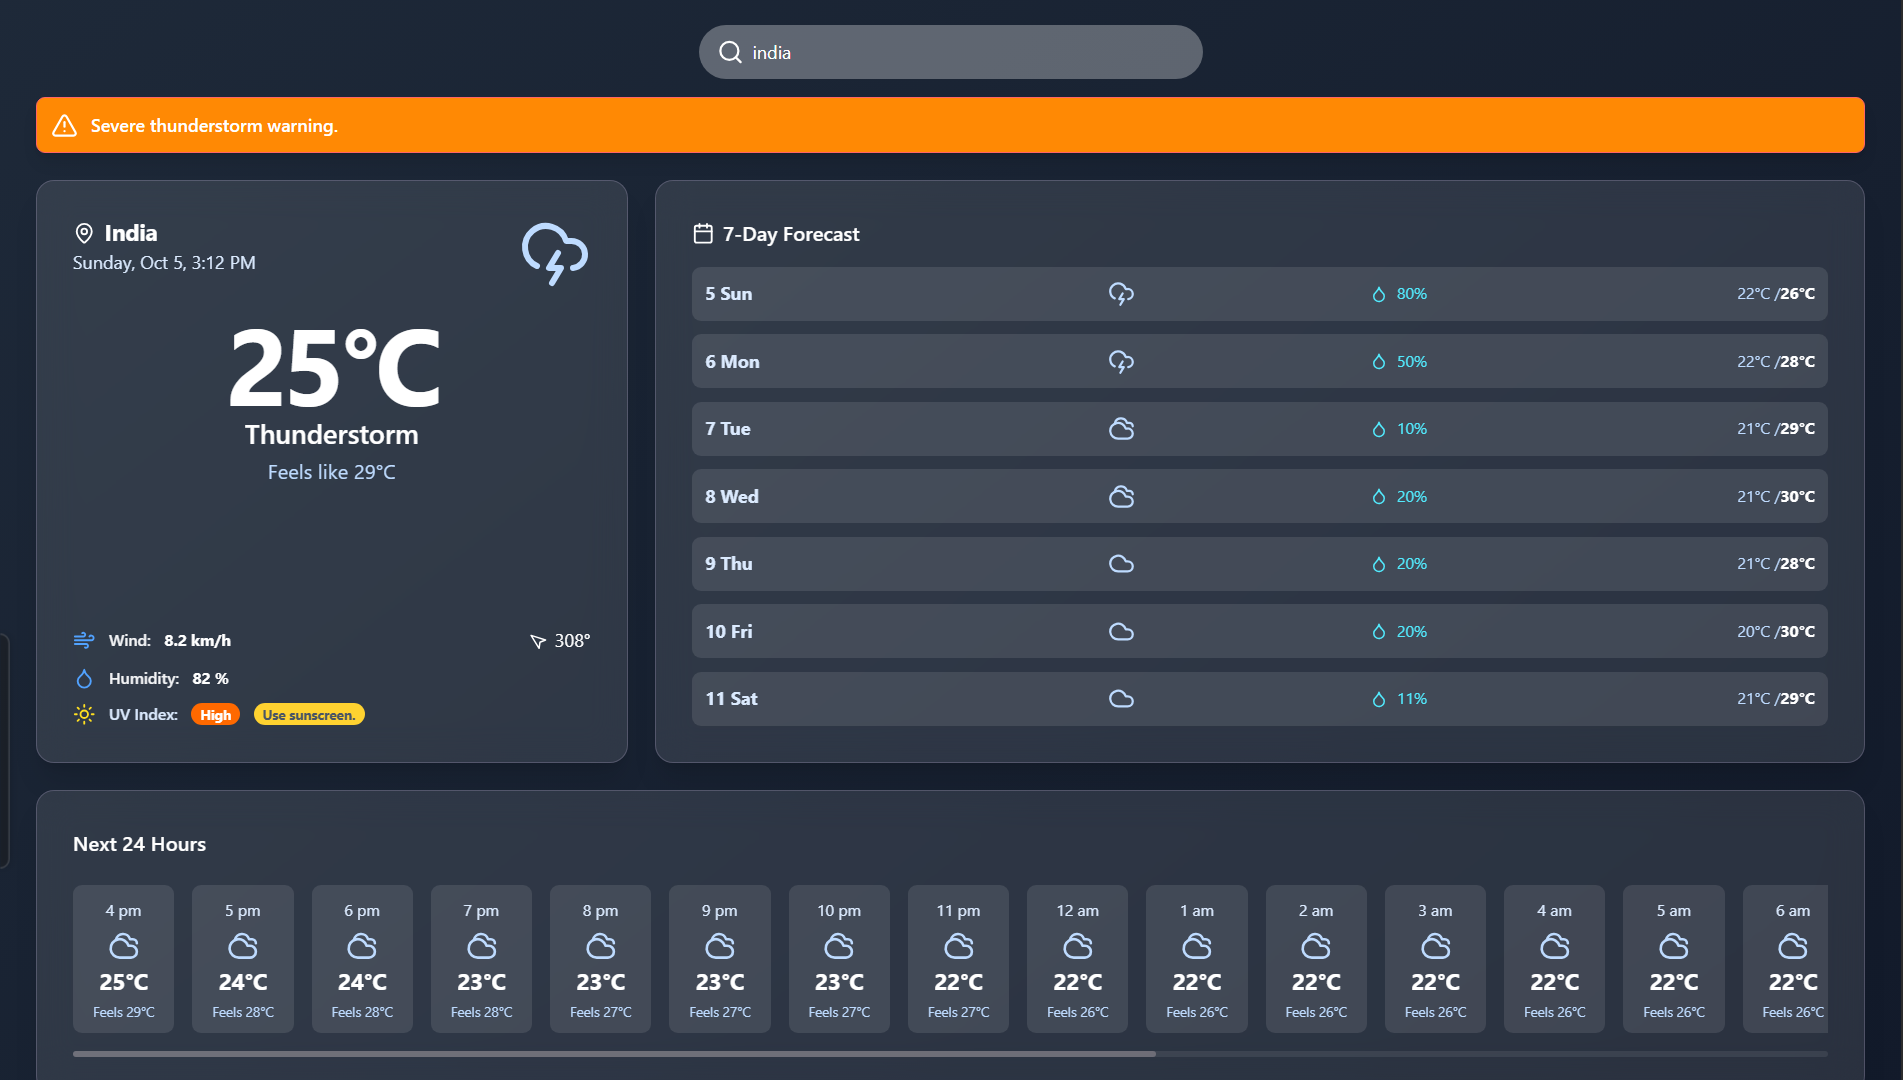 india
Severe thunderstorm warning.
India
Sunday, Oct 5, 3:12 PM
25°C
Thunderstorm
Feels like 29°C
Wind: 8.2 km/h 308°
Humidity: 82 %
UV Index: High Use sunscreen.
7-Day Forecast
5 Sun 80% 22°C /26°C
6 Mon 50% 22°C /28°C
7 Tue 10% 21°C /29°C
8 Wed 20% 21°C /30°C
9 Thu 20% 21°C /28°C
10 Fri 20% 20°C /30°C
11 Sat 11% 21°C /29°C
Next 24 Hours
4 pm 5 pm 6 pm 7 pm 8 pm 9 pm 10 pm 11 pm 12 am 1 am 2 am 3 am 4 am 5 am 6 am
25°C 24°C 24°C 23°C 23°C 23°C 23°C 22°C 22°C 22°C 22°C 22°C 22°C 22°C 22°C
Feels 29°C Feels 28°C Feels 28°C Feels 28°C Feels 27°C Feels 27°C Feels 27°C Feels 27°C Feels 26°C Feels 26°C Feels 26°C Feels 26°C Feels 26°C Feels 26°C Feels 26°C